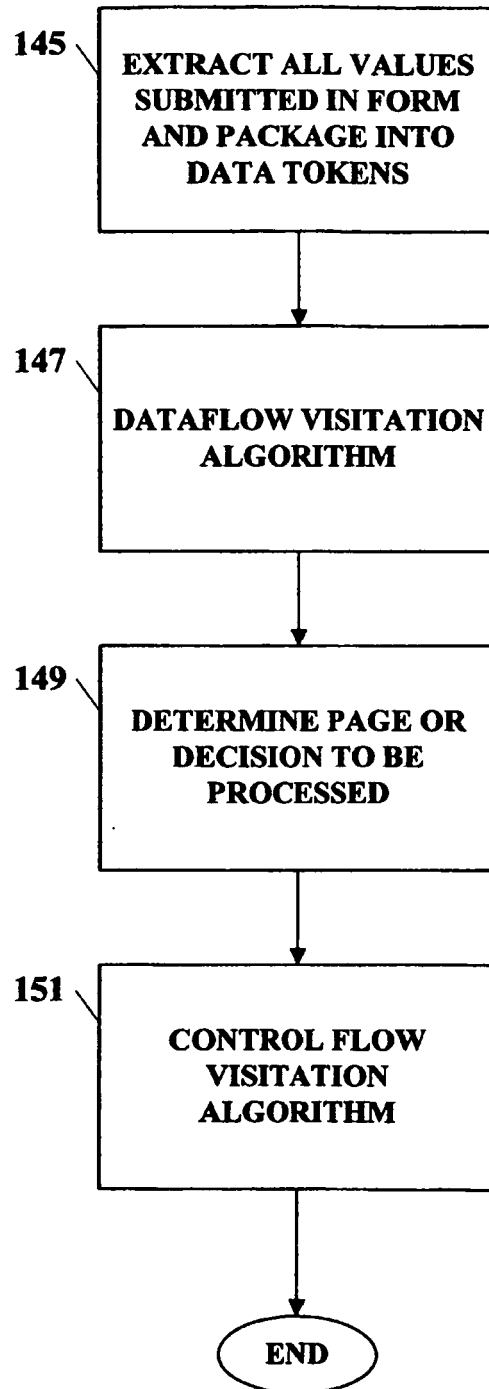 145
EXTRACT ALL VALUES
SUBMITTED IN FORM
AND PACKAGE INTO
DATA TOKENS
147
DATAFLOW VISITATION
ALGORITHM
149
DETERMINE PAGE OR
DECISION TO BE
PROCESSED
151
CONTROL FLOW
VISITATION
ALGORITHM
END